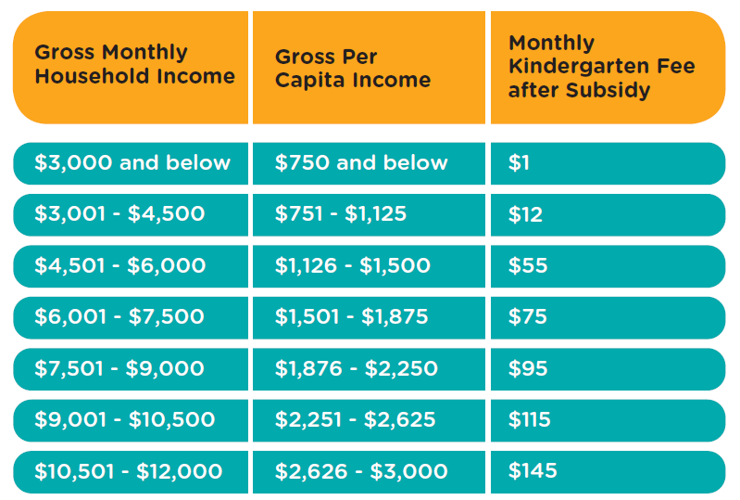 Gross Monthly
Household Income
Gross Per
Capita Income
Monthly
Kindergarten Fee
after Subsidy
$3,000 and below $750 and below $1
$3,001 - $4,500 $751 - $1,125 $12
$4,501 - $6,000 $1,126 - $1,500 $55
$6,001 - $7,500 $1,501 - $1,875 $75
$7,501 - $9,000 $1,876 - $2,250 $95
$9,001 - $10,500 $2,251 - $2,625 $115
$10,501 - $12,000 $2,626 - $3,000 $145